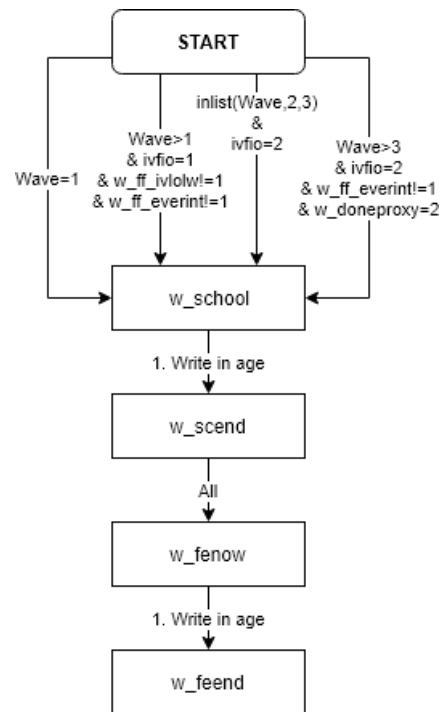 START
Wave=1
Wave>1
& ivfio=1
& w_ff_ivlolw!=1
& w_ff_everint!=1
inlist(Wave,2,3)
&
ivfio=2
Wave>3
& ivfio=2
& w_ff_everint!=1
& w_doneproxy=2
w_school
1. Write in age
w_scend
All
w_fenow
1. Write in age
w_feend